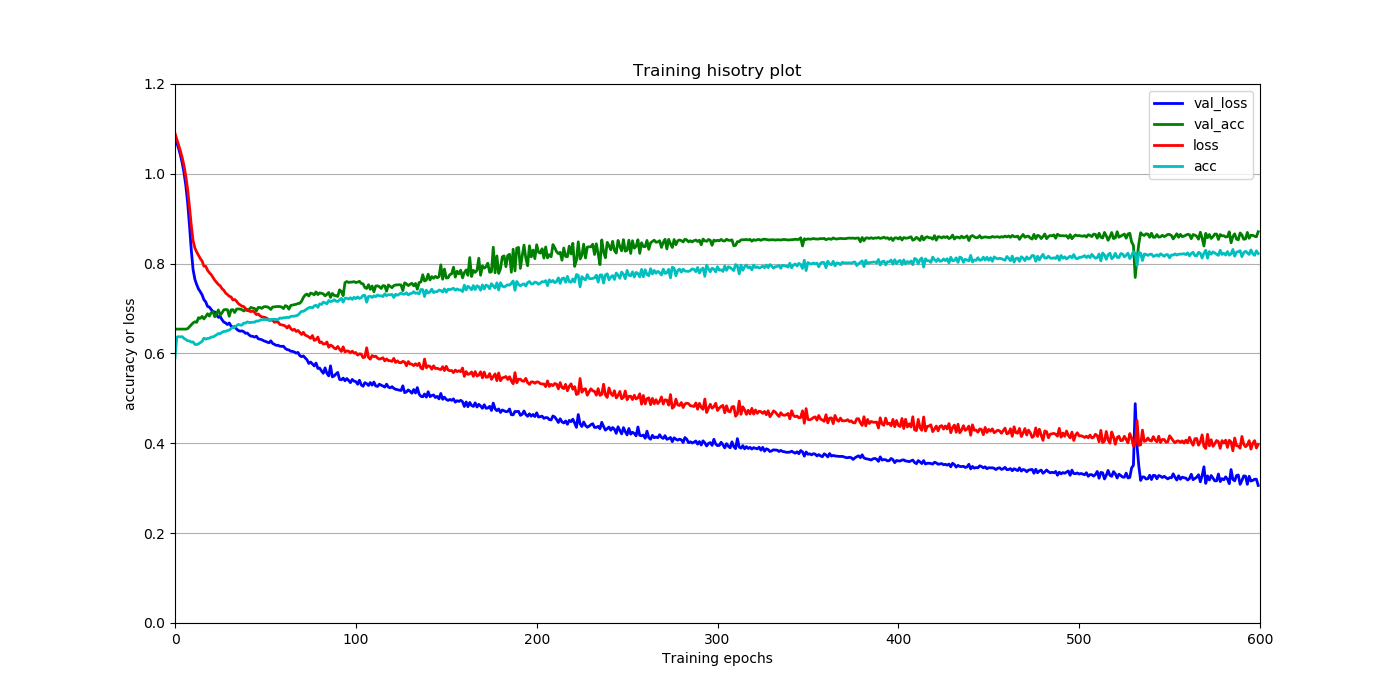 Training hisotry plot
1.2
1.0
0.8
0.6
0.4
0.2
0.0
accuracy or loss
val_loss
val_acc
loss
acc
0 100 200 300 400 500 600
Training epochs